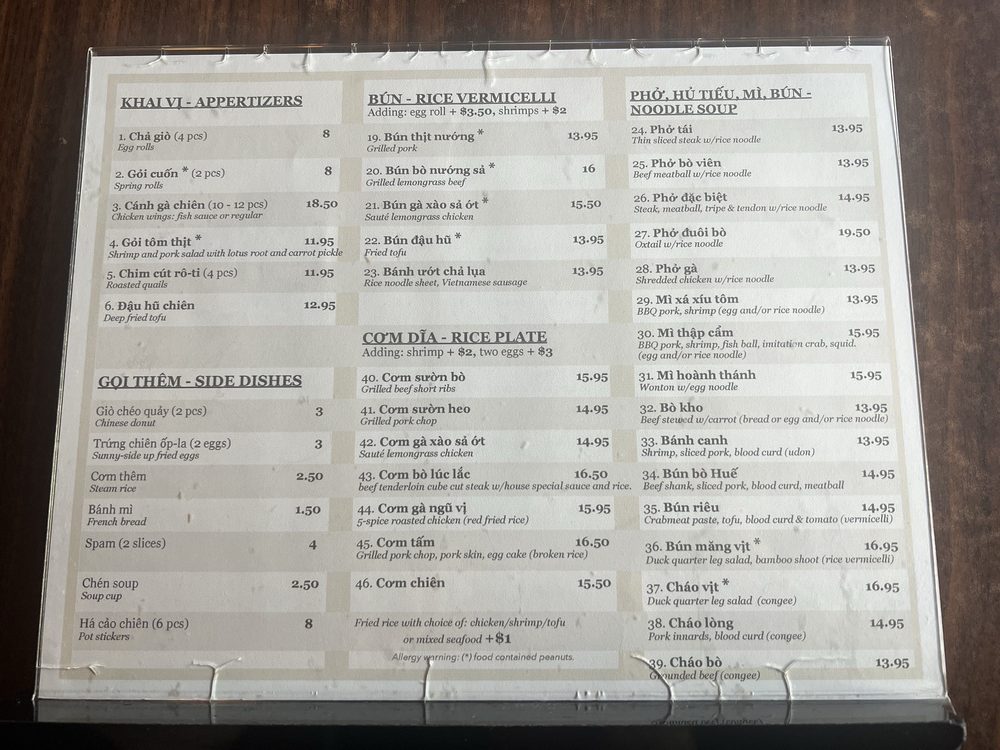 KHAI VỊ - APPERTIZERS
1. Chả giò (4 pcs) 8
Egg rolls
2. Gỏi cuốn * (2 pcs) 8
Spring rolls
3. Cánh gà chiên (10 - 12 pcs) 18.50
Chicken wings: fish sauce or regular
4. Gỏi tôm thịt * 11.95
Shrimp and pork salad with lotus root and carrot pickle
5. Chim cút rô-ti (4 pcs) 11.95
Roasted quails
6. Đậu hũ chiên 12.95
Deep fried tofu
GỌI THÊM - SIDE DISHES
Giò chéo quảy (2 pcs) 3
Chinese donut
Trứng chiên ốp-la (2 eggs) 3
Sunny-side up fried eggs
Cơm thêm 2.50
Steam rice
Bánh mì 1.50
French bread
Spam (2 slices) 4
Chén soup 2.50
Soup cup
Há cảo chiên (6 pcs) 8
Pot stickers
BÚN - RICE VERMICELLI
Adding: egg roll + $3.50, shrimps + $2
19. Bún thịt nướng * 13.95
Grilled pork
20. Bún bò nướng sả * 16
Grilled lemongrass beef
21. Bún gà xào sả ớt * 15.50
Sauté lemongrass chicken
22. Bún đậu hũ * 13.95
Fried tofu
23. Bánh ướt chả lụa 13.95
Rice noodle sheet, Vietnamese sausage
CƠM DĨA - RICE PLATE
Adding: shrimp + $2, two eggs + $3
40. Cơm sườn bò 15.95
Grilled beef short ribs
41. Cơm sườn heo 14.95
Grilled pork chop
42. Cơm gà xào sả ớt 14.95
Sauté lemongrass chicken
43. Cơm bò lúc lắc 16.50
beef tenderloin cube cut steak w/house special sauce and rice.
44. Cơm gà ngũ vị 15.95
5-spice roasted chicken (red fried rice)
45. Cơm tấm 16.50
Grilled pork chop, pork skin, egg cake (broken rice)
46. Cơm chiên 15.50
Fried rice with choice of: chicken/shrimp/tofu
or mixed seafood +$1
Allergy warning: (*) food contained peanuts.
PHỞ, HỦ TIẾU, MÌ, BÚN -
NOODLE SOUP
24. Phở tái 13.95
Thin sliced steak w/rice noodle
25. Phở bò viên 13.95
Beef meatball w/rice noodle
26. Phở đặc biệt 14.95
Steak, meatball, tripe & tendon w/rice noodle
27. Phở đuôi bò 19.50
Oxtail w/rice noodle
28. Phở gà 13.95
Shredded chicken w/rice noodle
29. Mì xá xíu tôm 13.95
BBQ pork, shrimp (egg and/or rice noodle)
30. Mì thập cẩm 15.95
BBQ pork, shrimp, fish ball, imitation crab, squid.
(egg and/or rice noodle)
31. Mì hoành thánh 15.95
Wonton w/egg noodle
32. Bò kho 13.95
Beef stewed w/carrot (bread or egg and/or rice noodle)
33. Bánh canh 13.95
Shrimp, sliced pork, blood curd (udon)
34. Bún bò Huế 14.95
Beef shank, sliced pork, blood curd, meatball
35. Bún riêu 14.95
Crabmeat paste, tofu, blood curd & tomato (vermicelli)
36. Bún măng vịt * 16.95
Duck quarter leg salad, bamboo shoot (rice vermicelli)
37. Cháo vịt * 16.95
Duck quarter leg salad (congee)
38. Cháo lòng 14.95
Pork innards, blood curd (congee)
39. Cháo bò 13.95
Grounded beef (congee)